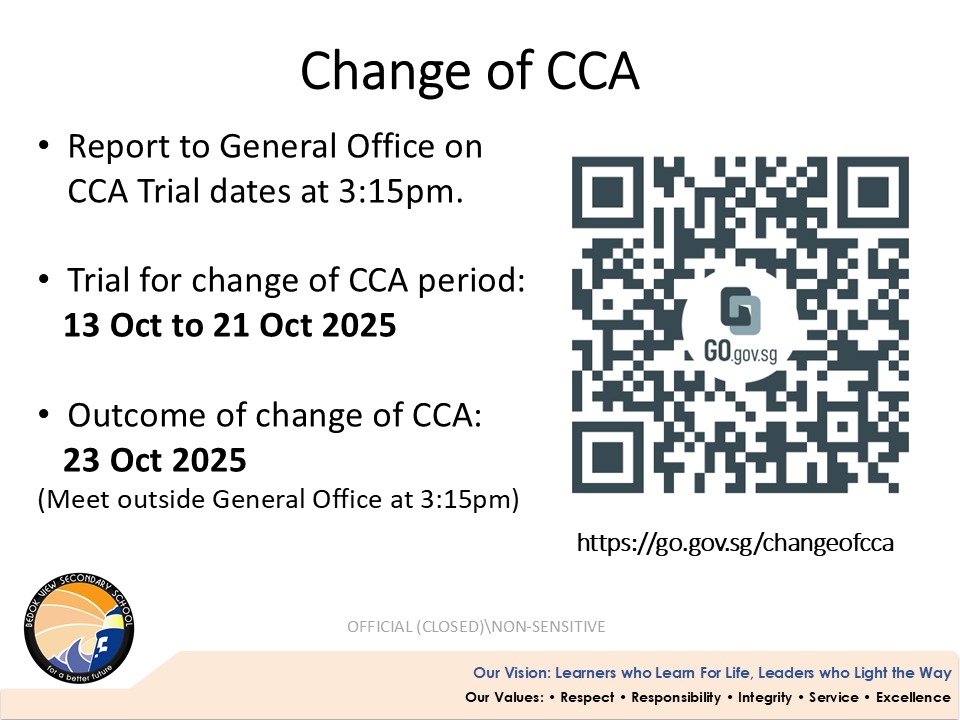 Change of CCA
• Report to General Office on
CCA Trial dates at 3:15pm.
• Trial for change of CCA period:
13 Oct to 21 Oct 2025
• Outcome of change of CCA:
23 Oct 2025
(Meet outside General Office at 3:15pm)
GO.gov.sg
https://go.gov.sg/changeofcca
BEDOK VIEW SECONDARY SCHOOL
for a better future
OFFICIAL (CLOSED)\NON-SENSITIVE
Our Vision: Learners who Learn For Life, Leaders who Light the Way
Our Values: • Respect • Responsibility • Integrity • Service • Excellence